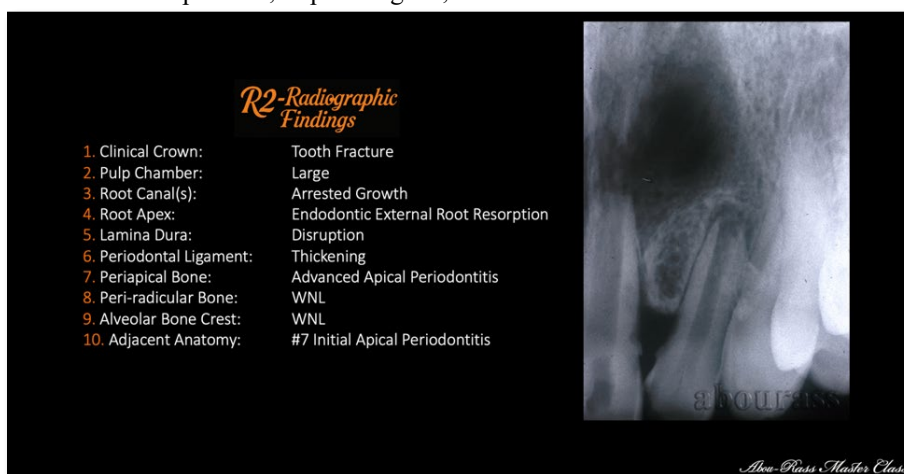 R2-Radiographic
Findings
1. Clinical Crown: Tooth Fracture
2. Pulp Chamber: Large
3. Root Canal(s): Arrested Growth
4. Root Apex: Endodontic External Root Resorption
5. Lamina Dura: Disruption
6. Periodontal Ligament: Thickening
7. Periapical Bone: Advanced Apical Periodontitis
8. Peri-radicular Bone: WNL
9. Alveolar Bone Crest: WNL
10. Adjacent Anatomy: #7 Initial Apical Periodontitis
abourass
Abou-Rass Master Class